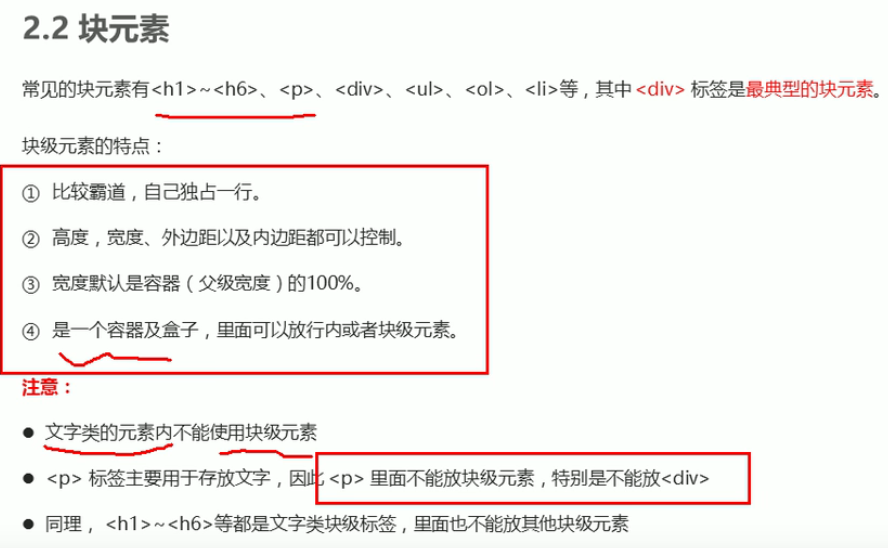 2.2 块元素
常见的块元素有<h1>~<h6>、<p>、<div>、<ul>、<ol>、<li>等，其中<div> 标签是最典型的块元素。
块级元素的特点：
① 比较霸道，自己独占一行。
② 高度，宽度、外边距以及内边距都可以控制。
③ 宽度默认是容器（父级宽度）的100%。
④ 是一个容器及盒子，里面可以放行内或者块级元素。
注意：
● 文字类的元素内不能使用块级元素
● <p> 标签主要用于存放文字，因此 <p> 里面不能放块级元素，特别是不能放<div>
● 同理， <h1>~<h6>等都是文字类块级标签，里面也不能放其他块级元素